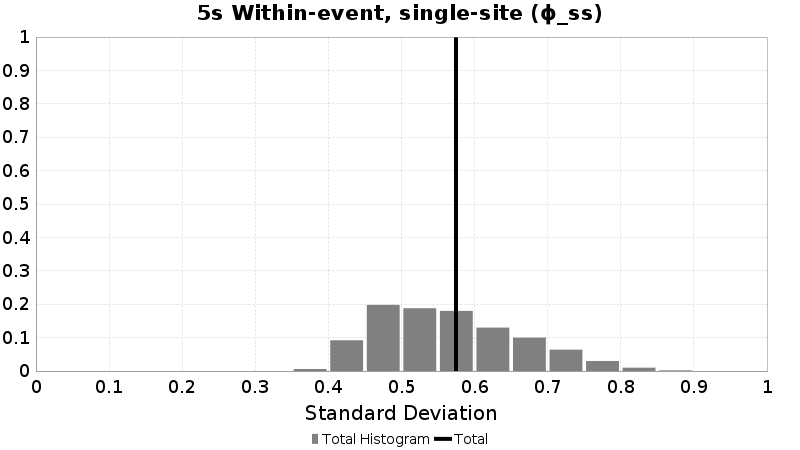 5s Within-event, single-site (ϕ_ss)
1
0.9
0.8
0.7
0.6
0.5
0.4
0.3
0.2
0.1
0
0 0.1 0.2 0.3 0.4 0.5 0.6 0.7 0.8 0.9 1
Standard Deviation
Total Histogram Total